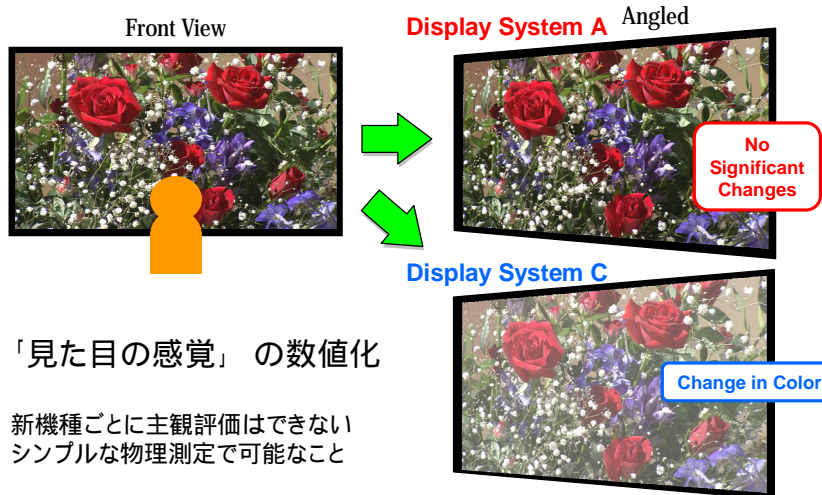 Front View
Display System A
Angled
No
Significant
Changes
Display System C
Change in Color
「見た目の感覚」 の数値化
新機種ごとに主観評価はできない
シンプルな物理測定で可能なこと